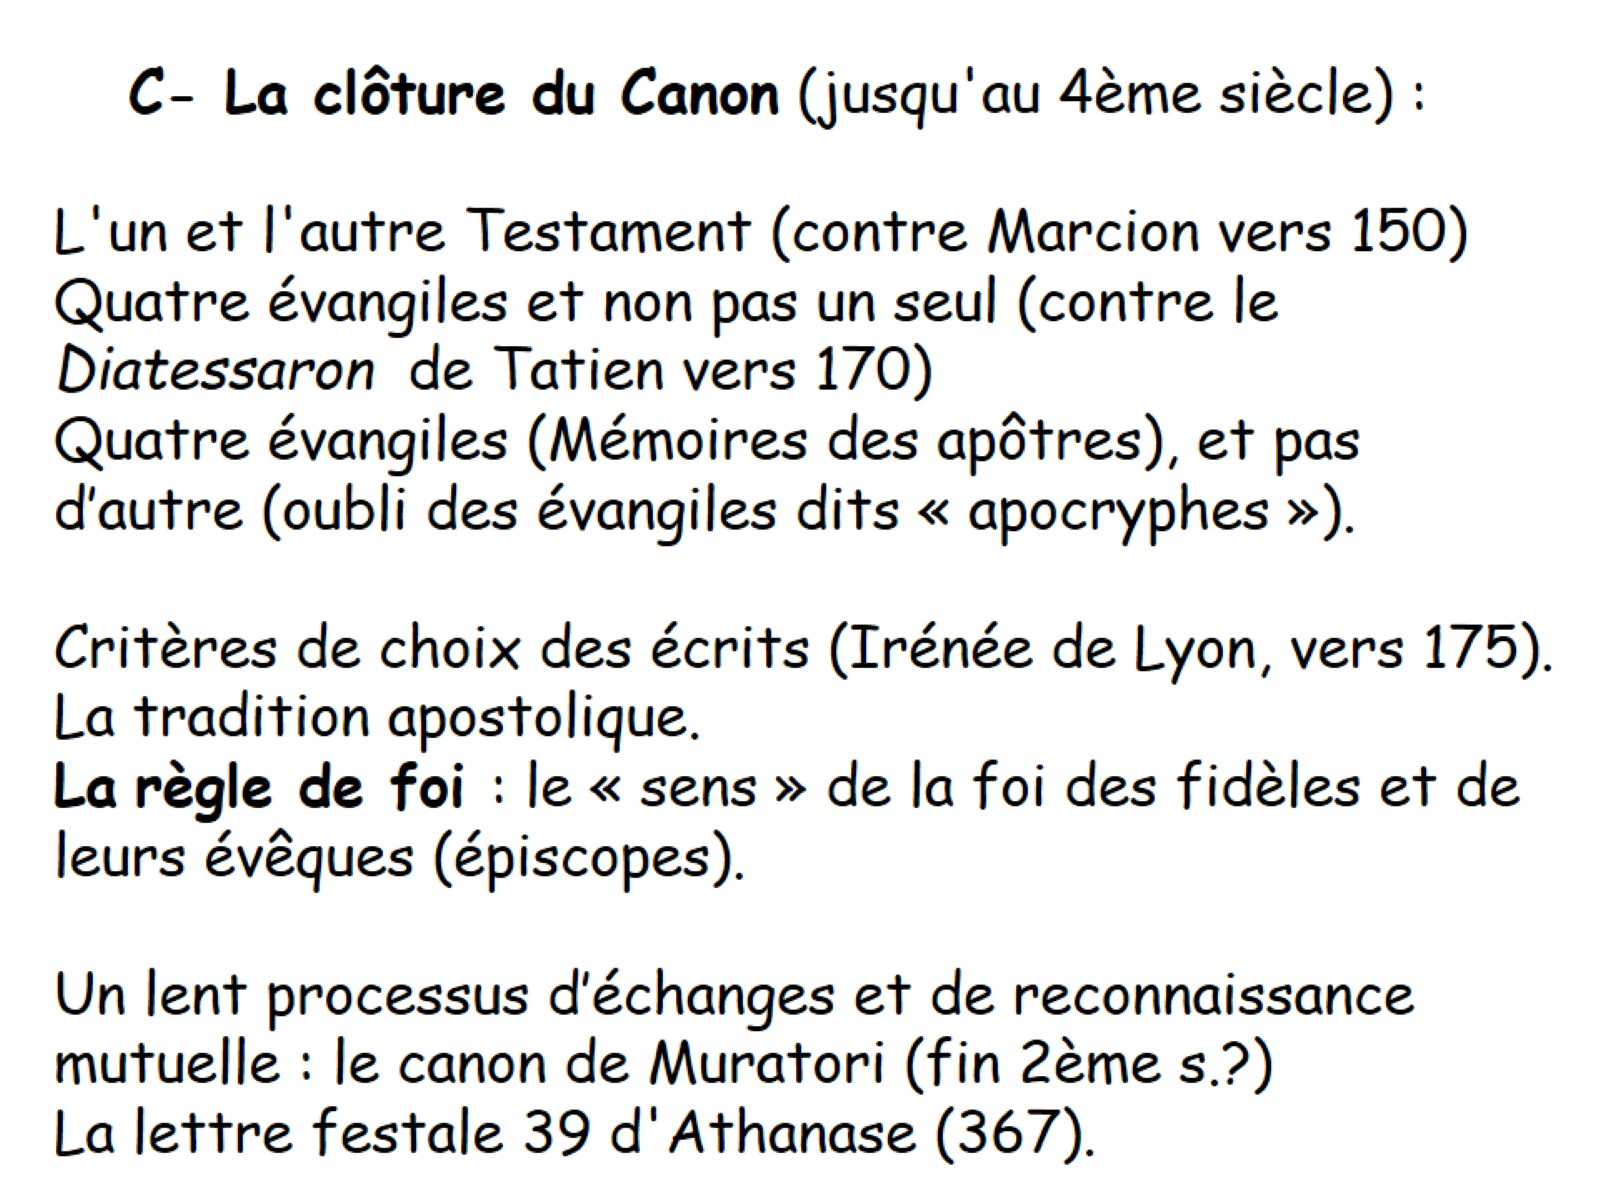 C- La clôture du Canon (jusqu'au 4ème siècle) :
L'un et l'autre Testament (contre Marcion vers 150)
Quatre évangiles et non pas un seul (contre le
Diatessaron de Tatien vers 170)
Quatre évangiles (Mémoires des apôtres), et pas
d’autre (oubli des évangiles dits « apocryphes »).
Critères de choix des écrits (Irénée de Lyon, vers 175).
La tradition apostolique.
La règle de foi : le « sens » de la foi des fidèles et de
leurs évêques (épiscopes).
Un lent processus d’échanges et de reconnaissance
mutuelle : le canon de Muratori (fin 2ème s.?)
La lettre festale 39 d'Athanase (367).